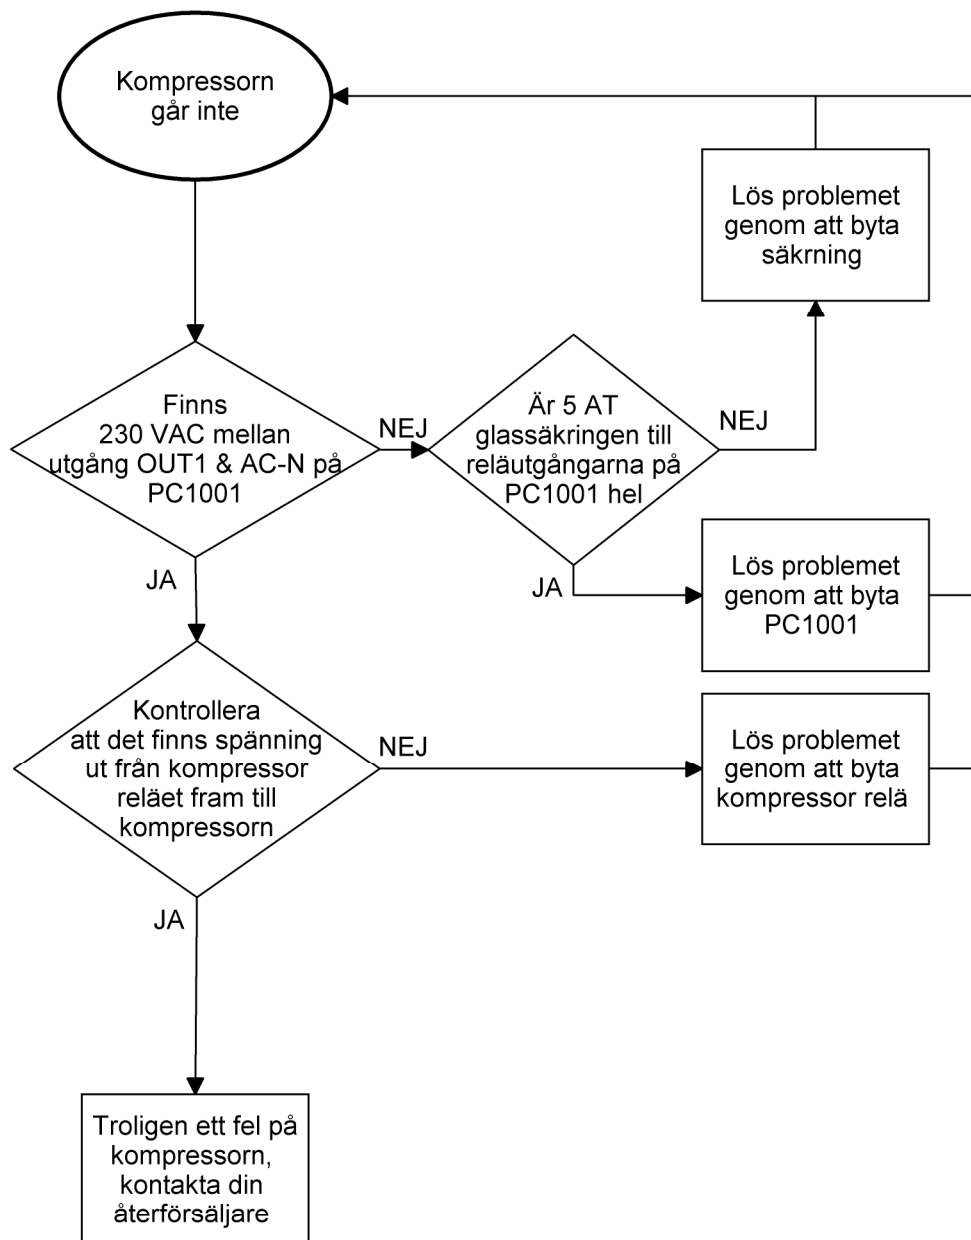 Kompressorn
går inte
Lös problemet
genom att byta
säkrning
Finns
230 VAC mellan
utgång OUT1 & AC-N på
PC1001
NEJ
Är 5 AT
glassäkringen till
reläutgångarna på
PC1001 hel
NEJ
JA
JA
Lös problemet
genom att byta
PC1001
Kontrollera
att det finns spänning
ut från kompressor
reläet fram till
kompressorn
NEJ
Lös problemet
genom att byta
kompressor relä
JA
Troligen ett fel på
kompressorn,
kontakta din
återförsäljare